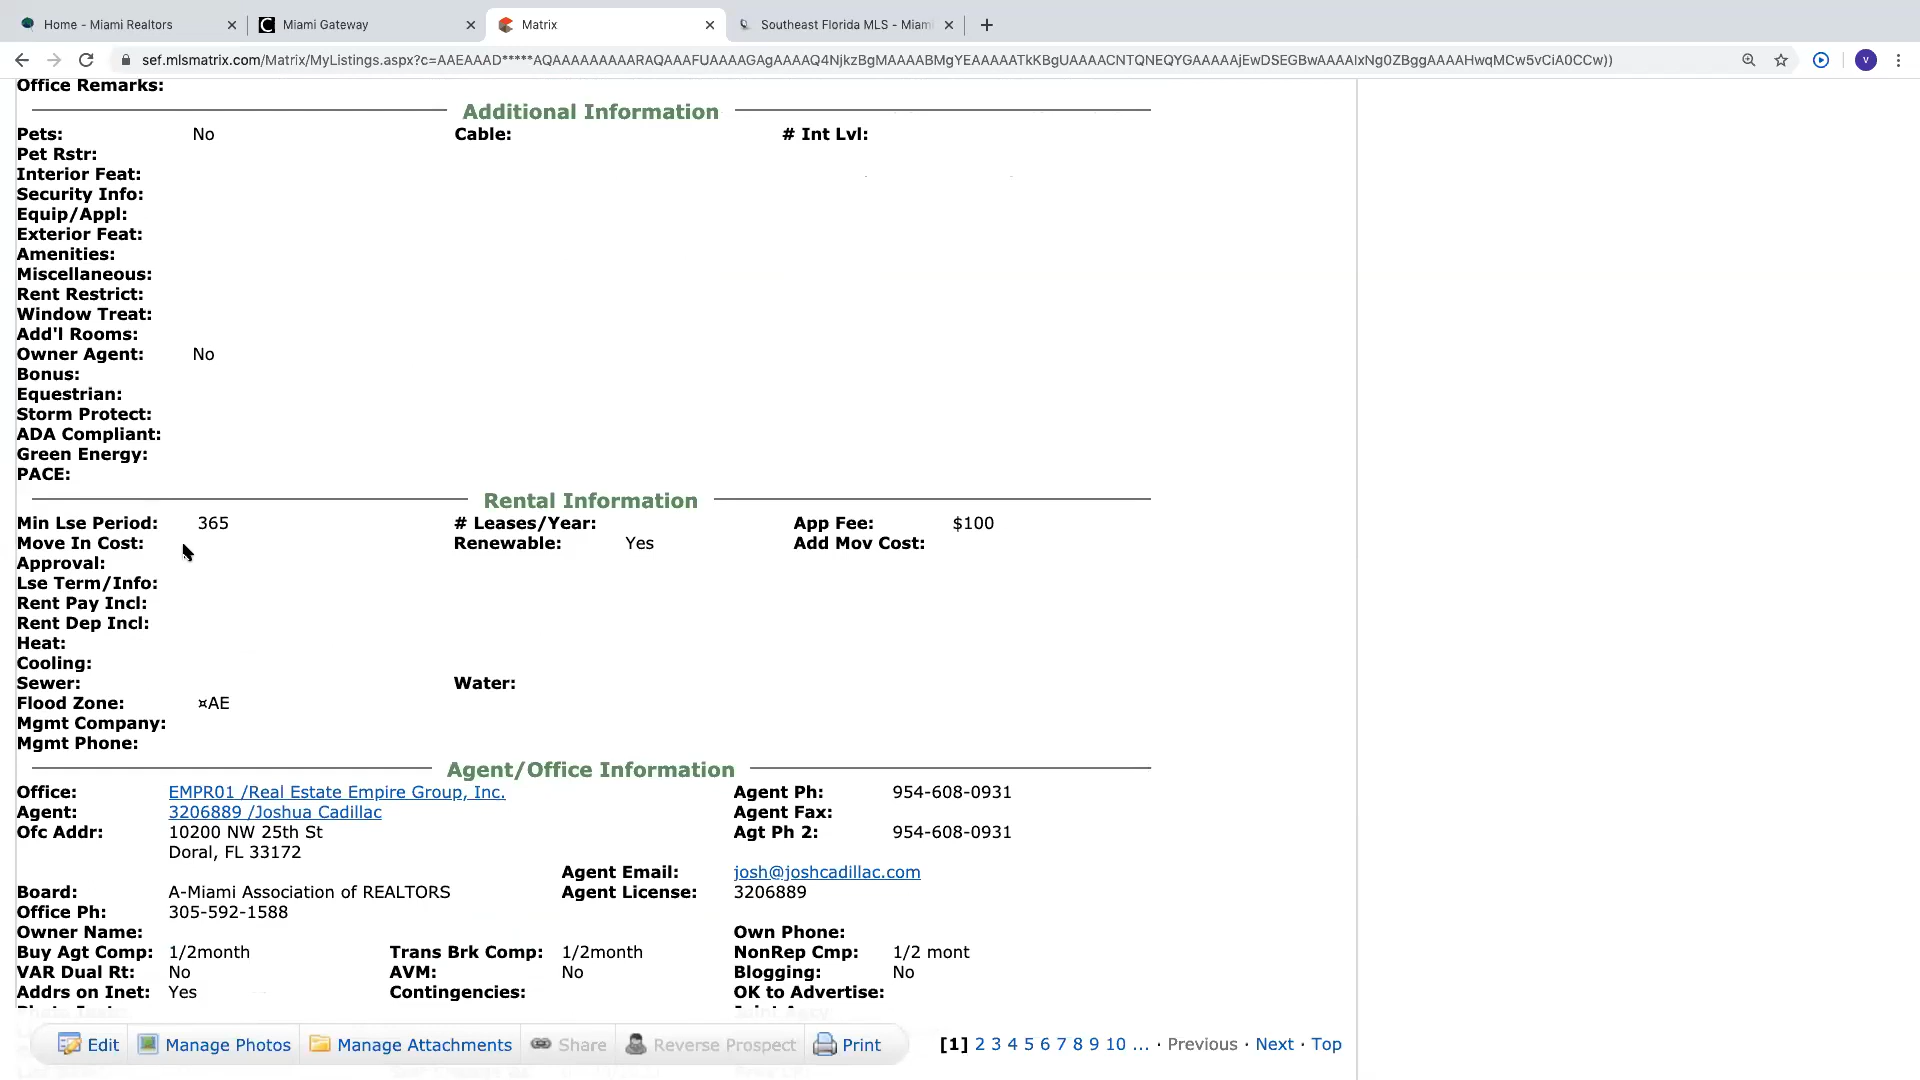 Home - Miami Realtors
Miami Gateway
Matrix
Southeast Florida MLS - Miami
sef.mlsmatrix.com/Matrix/MyListings.aspx?c=AAEAAAD*****AQAAAAAAAAARAQAAAFUAAAAGAgAAAAQ4NjkzBgMAAAABMgYEAAAAATkKBgUAAAACNTQNEQYGAAAAAjEwDSEGBwAAAAIxNg0ZBggAAAAHwqMCw5vCiA0CCw))
V
Office Remarks:
Additional Information
Pets: No Cable: # Int Lvl:
Pet Rstr:
Interior Feat:
Security Info:
Equip/Appl:
Exterior Feat:
Amenities:
Miscellaneous:
Rent Restrict:
Window Treat:
Add'l Rooms:
Owner Agent: No
Bonus:
Equestrian:
Storm Protect:
ADA Compliant:
Green Energy:
PACE:
Rental Information
Min Lse Period: 365 # Leases/Year: App Fee: $100
Move In Cost: Renewable: Yes Add Mov Cost:
Approval:
Lse Term/Info:
Rent Pay Incl:
Rent Dep Incl:
Heat:
Cooling:
Sewer: Water:
Flood Zone: ¤AE
Mgmt Company:
Mgmt Phone:
Agent/Office Information
Office: EMPR01 /Real Estate Empire Group, Inc. Agent Ph: 954-608-0931
Agent: 3206889 /Joshua Cadillac Agent Fax:
Ofc Addr: 10200 NW 25th St Agt Ph 2: 954-608-0931
Doral, FL 33172
Agent Email: josh@joshcadillac.com
Board: A-Miami Association of REALTORS Agent License: 3206889
Office Ph: 305-592-1588
Owner Name: Own Phone:
Buy Agt Comp: 1/2month Trans Brk Comp: 1/2month NonRep Cmp: 1/2 mont
VAR Dual Rt: No AVM: No Blogging: No
Addrs on Inet: Yes Contingencies: OK to Advertise:
Edit Manage Photos Manage Attachments Share Reverse Prospect Print [1] 2 3 4 5 6 7 8 9 10 ... · Previous · Next · Top